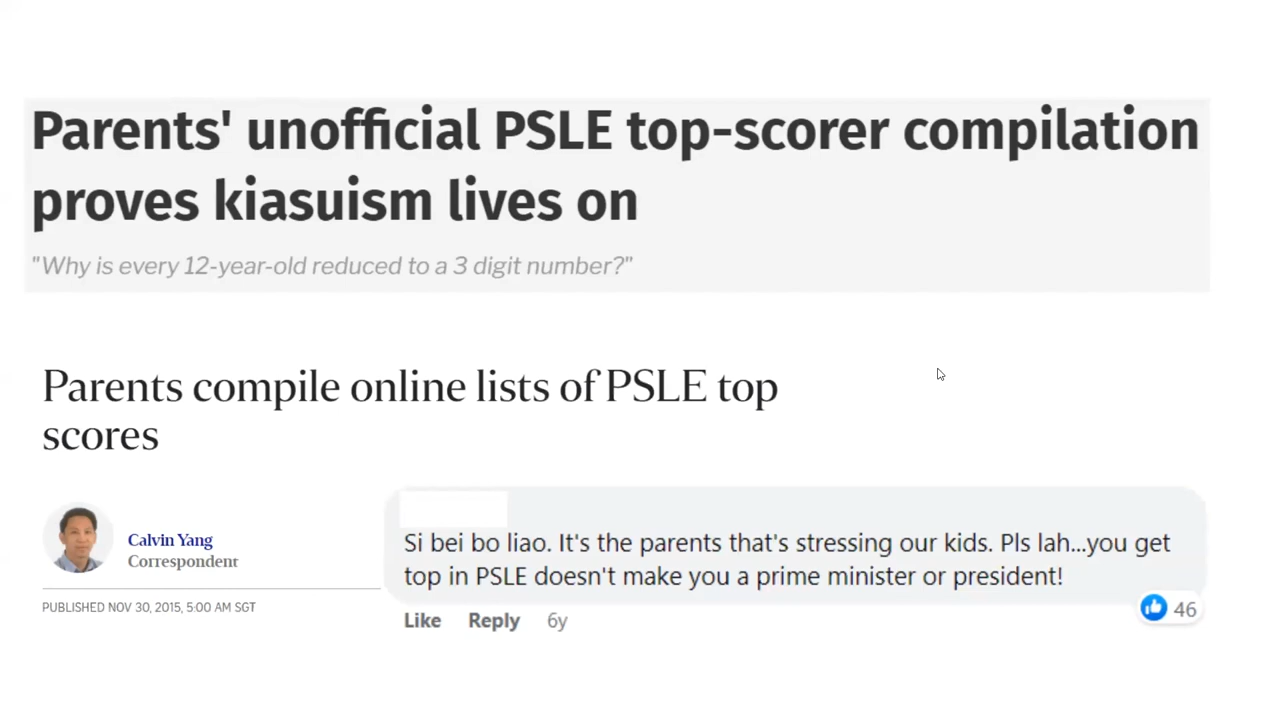 Parents' unofficial PSLE top-scorer compilation
proves kiasuism lives on
"Why is every 12-year-old reduced to a 3 digit number?"
Parents compile online lists of PSLE top
scores
Calvin Yang
Correspondent
PUBLISHED NOV 30, 2015, 5:00 AM SGT
Si bei bo liao. It's the parents that's stressing our kids. Pls lah...you get
top in PSLE doesn't make you a prime minister or president!
Like Reply 6y
46